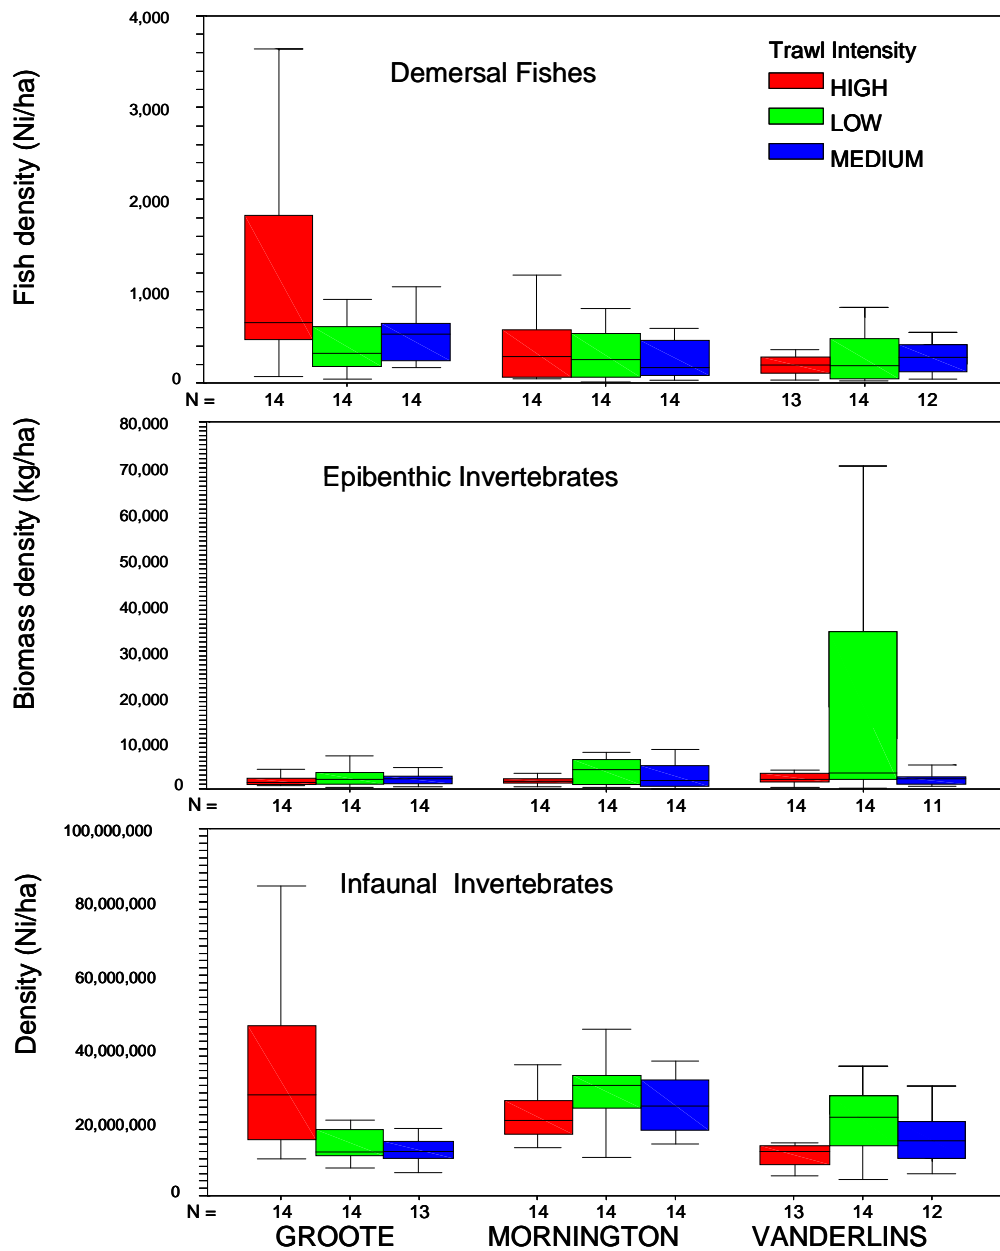 4,000
Trawl Intensity
Demersal Fishes
HIGH
3,000
LOW
MEDIUM
Fish density (Ni/ha)
2,000
1,000
0
N = 14 14 14 14 14 14 13 14 12
80,000
70,000
Epibenthic Invertebrates
60,000
Biomass density (kg/ha)
50,000
40,000
30,000
20,000
10,000
0
N = 14 14 14 14 14 14 14 14 11
100,000,000
Infaunal Invertebrates
80,000,000
Density (Ni/ha)
60,000,000
40,000,000
20,000,000
0
N = 14 14 13 14 14 14 13 14 12
GROOTE MORNINGTON VANDERLINS